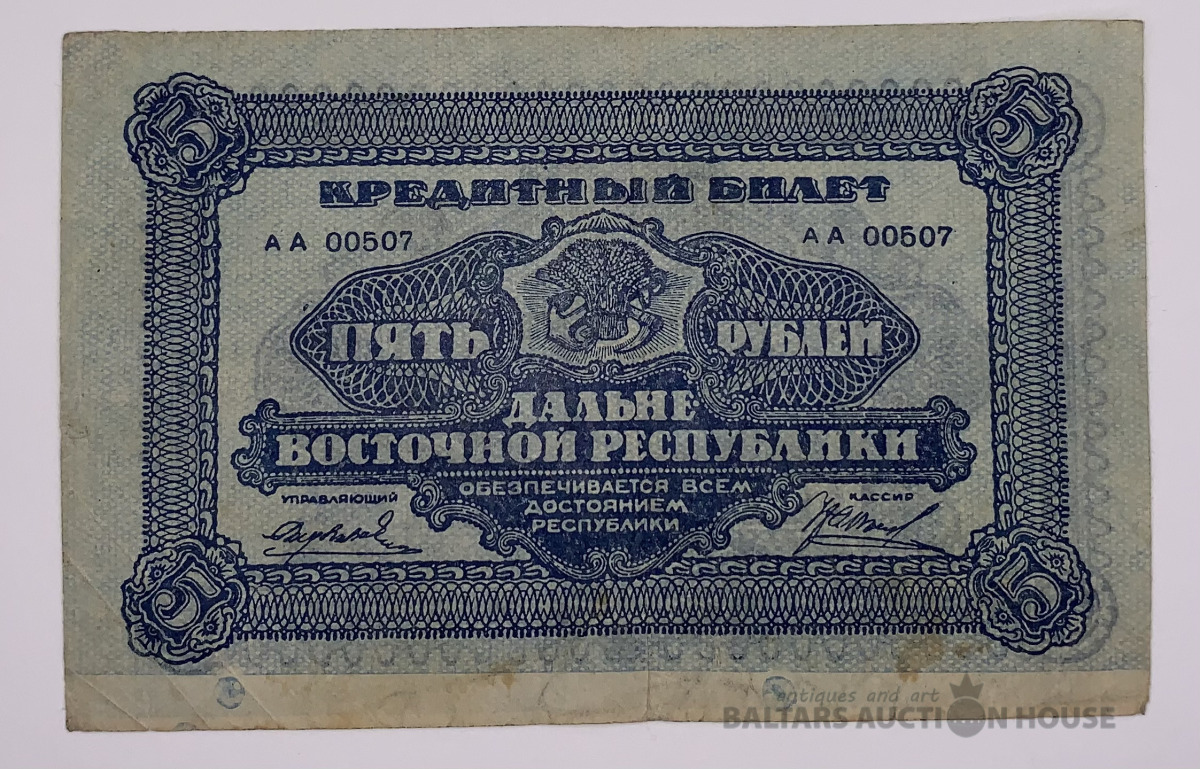 5 5
КРЕДИТНЫЙ БИЛЕТ
АА 00507 АА 00507
ПЯТЬ РУБЛЕЙ
ДАЛЬНЕ
ВОСТОЧНОЙ РЕСПУБЛИКИ
УПРАВЛЯЮЩИЙ ОБЕЗПЕЧИВАЕТСЯ ВСЕМ КАССИР
ДОСТОЯНИЕМ
РЕСПУБЛИКИ
5 5
antiques and art
BALTARS AUCTION HOUSE